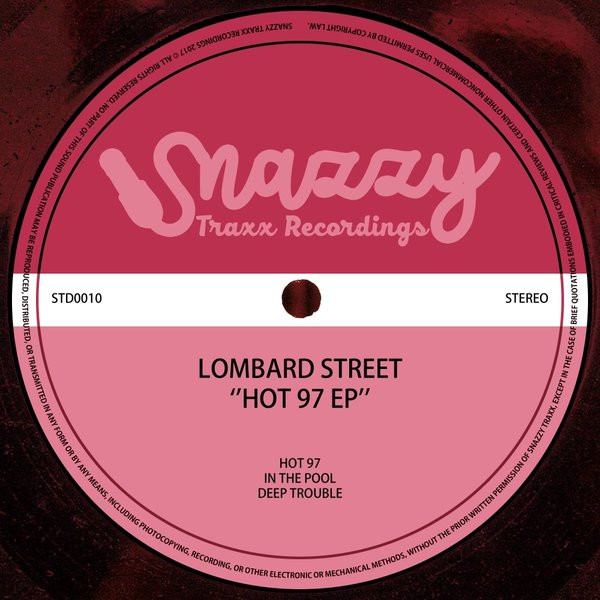 Snazzy
Traxx Recordings
STD0010
STEREO
LOMBARD STREET
‘’HOT 97 EP’’
HOT 97
IN THE POOL
DEEP TROUBLE
SNAZZY TRAXX RECORDINGS 2017 © ALL RIGHTS RESERVED. NO PART OF THIS SOUND PUBLICATION MAY BE REPRODUCED, DISTRIBUTED, OR TRANSMITTED IN ANY FORM OR BY ANY MEANS, INCLUDING PHOTOCOPYING, RECORDING, OR OTHER ELECTRONIC OR MECHANICAL METHODS, WITHOUT THE PRIOR WRITTEN PERMISSION OF SNAZZY TRAXX, EXCEPT IN THE CASE OF BRIEF QUOTATIONS EMBODIED IN CRITICAL REVIEWS AND CERTAIN OTHER NONCOMMERCIAL USES PERMITTED BY COPYRIGHT LAW.